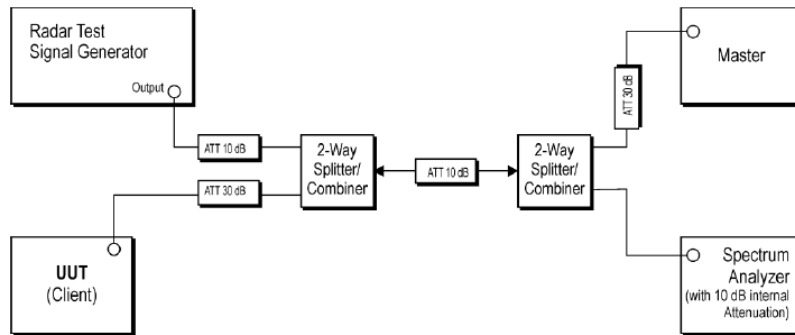 Radar Test
Signal Generator
Output
ATT 10 dB
ATT 30 dB
2-Way
Splitter/
Combiner
ATT 10 dB
2-Way
Splitter/
Combiner
ATT 30 dB
Master
UUT
(Client)
Spectrum
Analyzer
(with 10 dB internal
Attenuation)